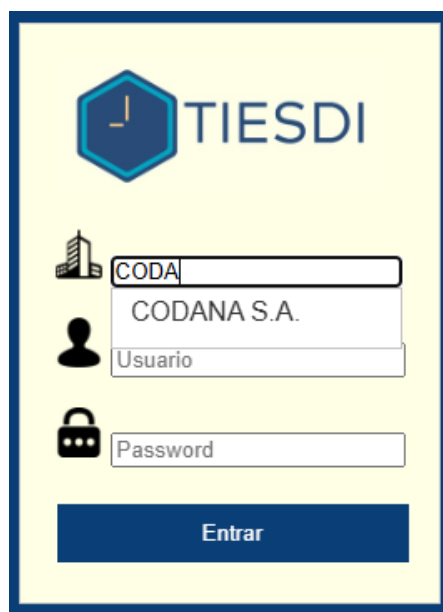 TIESDI
CODA
CODANA S.A.
Usuario
Password
Entrar